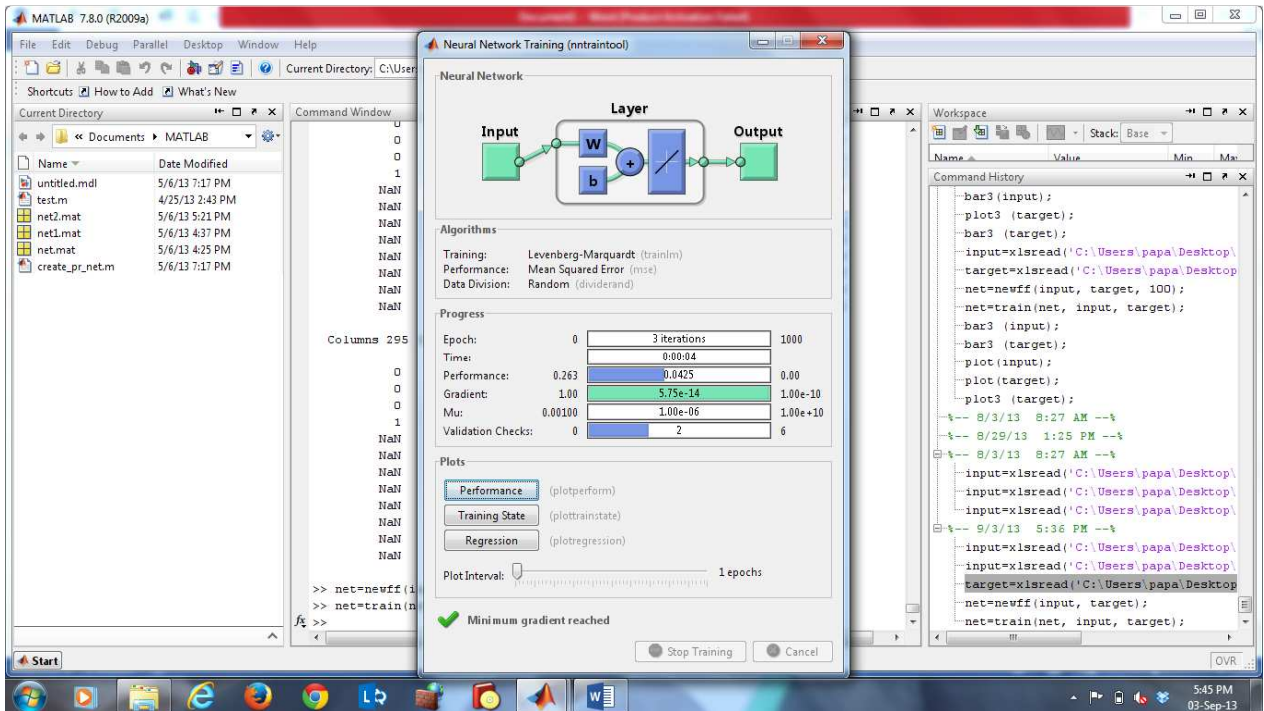 MATLAB 7.8.0 (R2009a)
File Edit Debug Parallel Desktop Window Help
Current Directory: C:\User
Shortcuts How to Add What's New
Current Directory
« Documents ▸ MATLAB
Name Date Modified
untitled.mdl 5/6/13 7:17 PM
test.m 4/25/13 2:43 PM
net2.mat 5/6/13 5:21 PM
net1.mat 5/6/13 4:37 PM
net.mat 5/6/13 4:25 PM
create_pr_net.m 5/6/13 7:17 PM
Command Window
0
0
0
1
NaN
NaN
NaN
NaN
NaN
NaN
NaN
NaN
Columns 295
0
0
0
1
NaN
NaN
NaN
NaN
NaN
NaN
NaN
>> net=newff(i
>> net=train(n
fx >>
Neural Network Training (nntraintool)
Neural Network
Layer
Input
Output
W
b
+
Algorithms
Training: Levenberg-Marquardt (trainlm)
Performance: Mean Squared Error (mse)
Data Division: Random (dividerand)
Progress
Epoch: 0 3 iterations 1000
Time: 0:00:04
Performance: 0.263 0.0425 0.00
Gradient: 1.00 5.75e-14 1.00e-10
Mu: 0.00100 1.00e-06 1.00e+10
Validation Checks: 0 2 6
Plots
Performance (plotperform)
Training State (plottrainstate)
Regression (plotregression)
Plot Interval: 1 epochs
Minimum gradient reached
Stop Training Cancel
Workspace
Stack: Base
Name Value Min Max
Command History
bar3(input);
plot3 (target);
bar3 (target);
input=xlsread('C:\Users\papa\Desktop\
target=xlsread('C:\Users\papa\Desktop
net=newff(input, target, 100);
net=train(net, input, target);
bar3 (input);
bar3 (target);
plot(input);
plot(target);
plot3 (target);
%-- 8/3/13 8:27 AM --%
%-- 8/29/13 1:25 PM --%
%-- 8/3/13 8:27 AM --%
input=xlsread('C:\Users\papa\Desktop\
input=xlsread('C:\Users\papa\Desktop\
input=xlsread('C:\Users\papa\Desktop\
%-- 9/3/13 5:36 PM --%
input=xlsread('C:\Users\papa\Desktop\
input=xlsread('C:\Users\papa\Desktop\
target=xlsread('C:\Users\papa\Desktop
net=newff(input, target);
net=train(net, input, target);
Start
OVR
5:45 PM
03-Sep-13